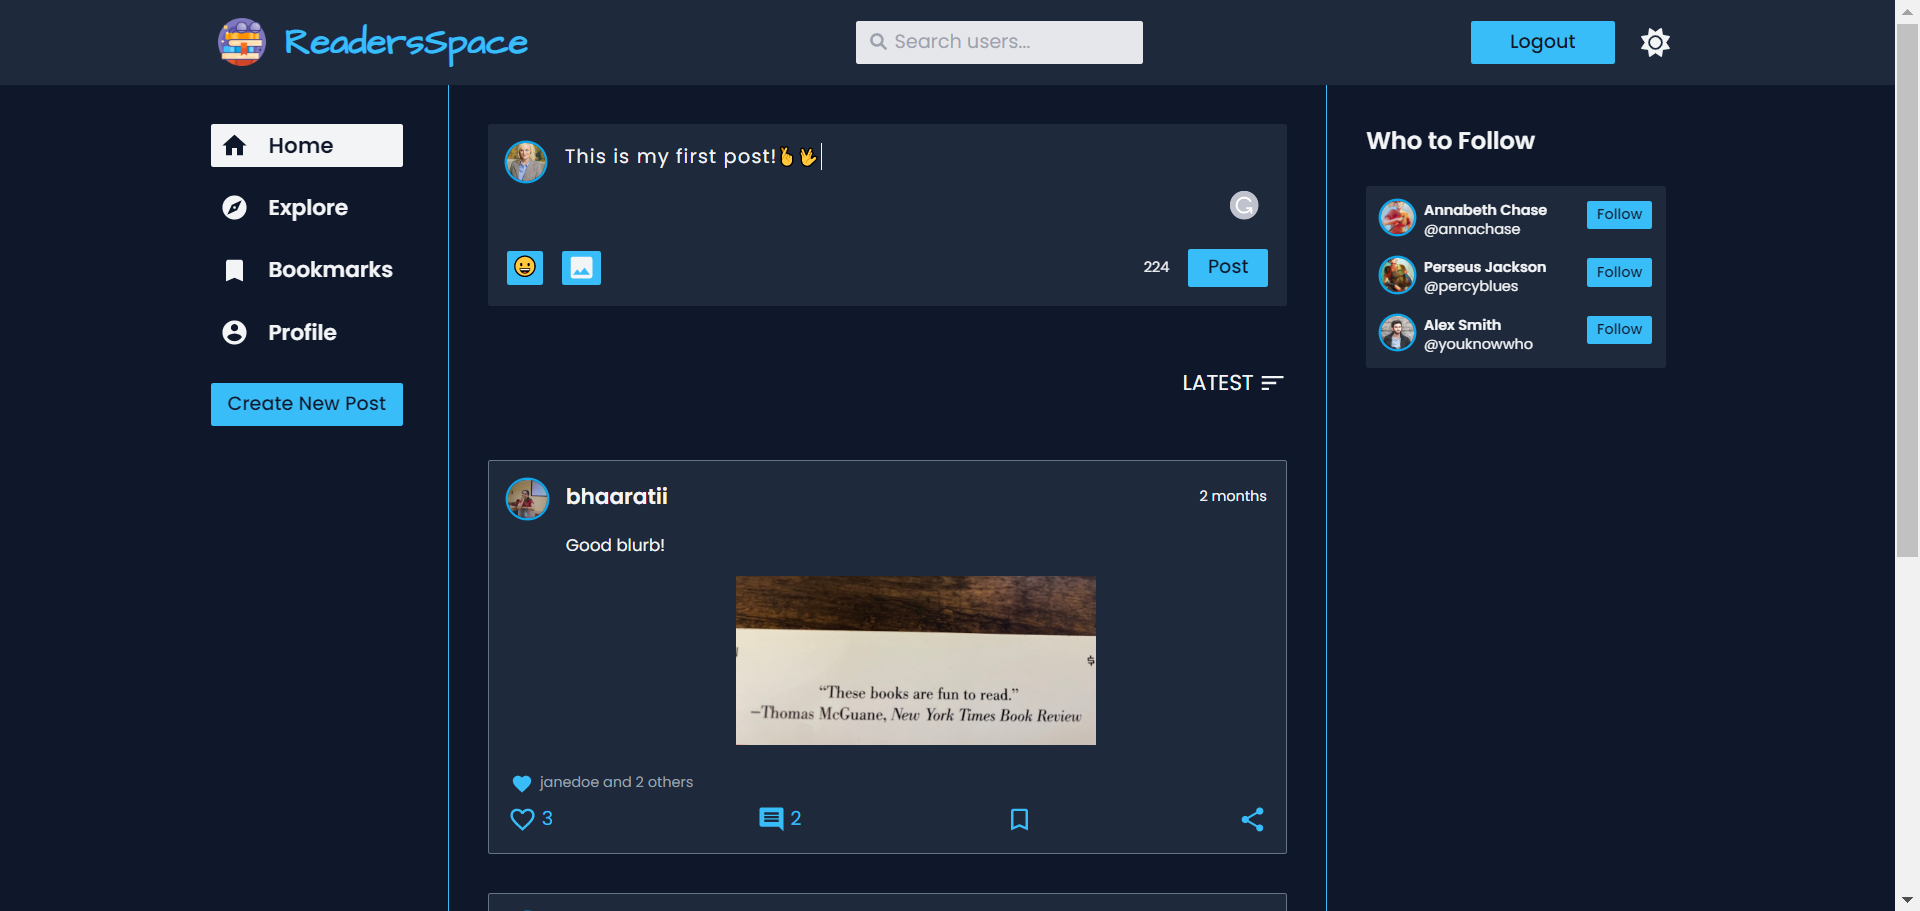 ReadersSpace
Search users...
Logout
Home
Explore
Bookmarks
Profile
Create New Post
This is my first post!🫰🖖
224
Post
LATEST
bhaaratii
2 months
Good blurb!
$
“These books are fun to read.”
—Thomas McGuane, New York Times Book Review
janedoe and 2 others
3
2
Who to Follow
Annabeth Chase
@annachase
Follow
Perseus Jackson
@percyblues
Follow
Alex Smith
@youknowwho
Follow